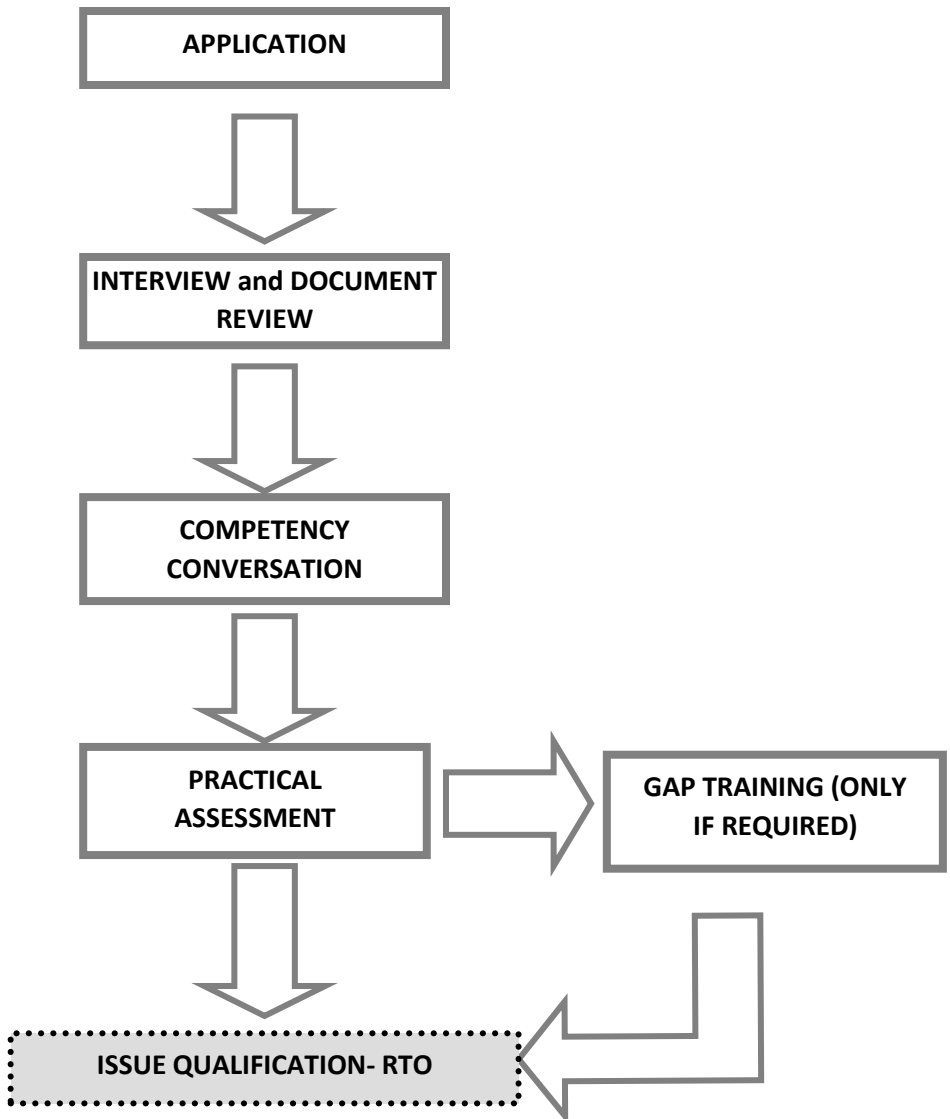 APPLICATION
INTERVIEW and DOCUMENT
REVIEW
COMPETENCY
CONVERSATION
PRACTICAL
ASSESSMENT
GAP TRAINING (ONLY
IF REQUIRED)
ISSUE QUALIFICATION- RTO